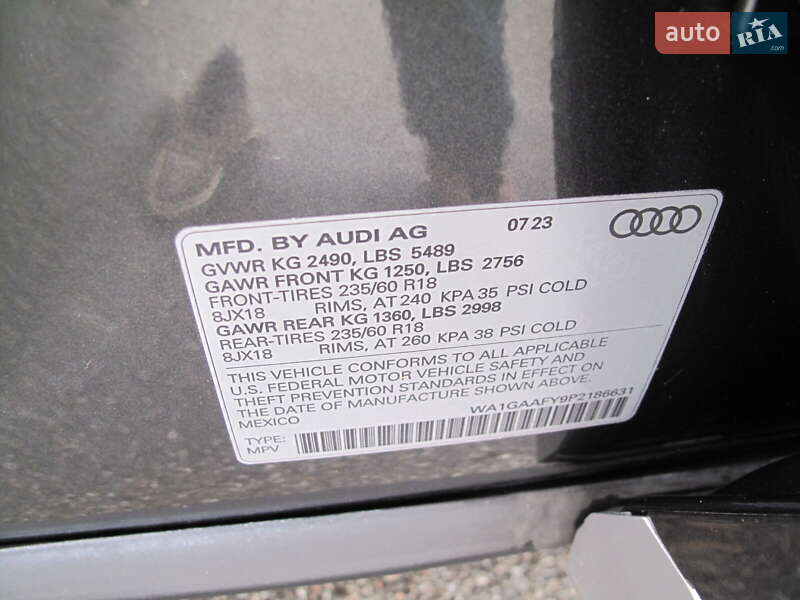 auto RIA .com
MFD. BY AUDI AG 07 23
GVWR KG 2490, LBS 5489
GAWR FRONT KG 1250, LBS 2756
FRONT-TIRES 235/60 R18
8JX18 RIMS, AT 240 KPA 35 PSI COLD
GAWR REAR KG 1360, LBS 2998
REAR-TIRES 235/60 R18
8JX18 RIMS, AT 260 KPA 38 PSI COLD
THIS VEHICLE CONFORMS TO ALL APPLICABLE
U.S. FEDERAL MOTOR VEHICLE SAFETY AND
THEFT PREVENTION STANDARDS IN EFFECT ON
THE DATE OF MANUFACTURE SHOWN ABOVE.
MEXICO WA1GAAFY9P2186631
TYPE:
MPV